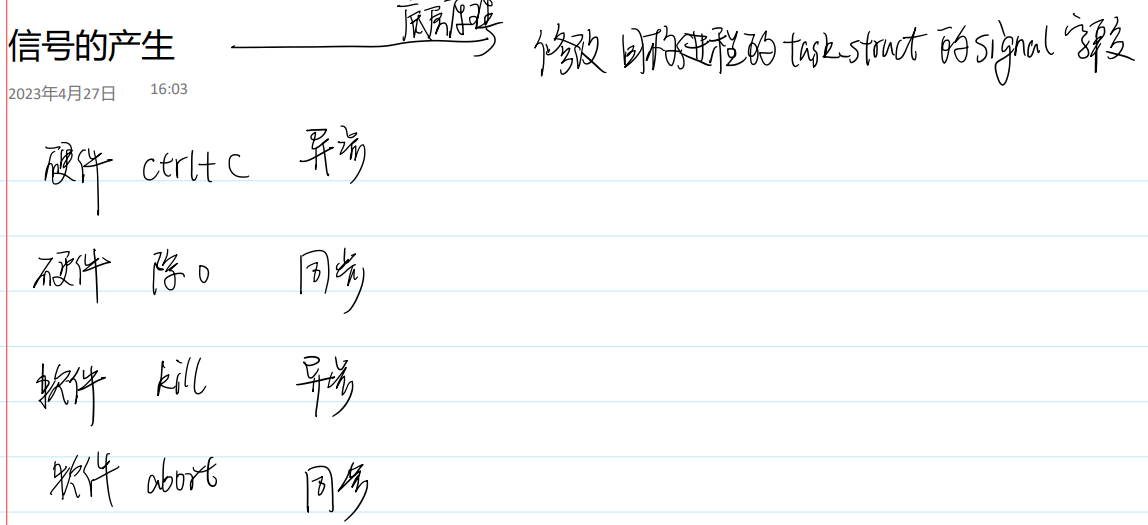 信号的产生 底层原理 修改 目标进程的 task_struct 的 signal 字段
2023年4月27日 16:03
硬件 ctrl+C 异步
硬件 除0 同步
软件 kill 异步
软件 abort 同步